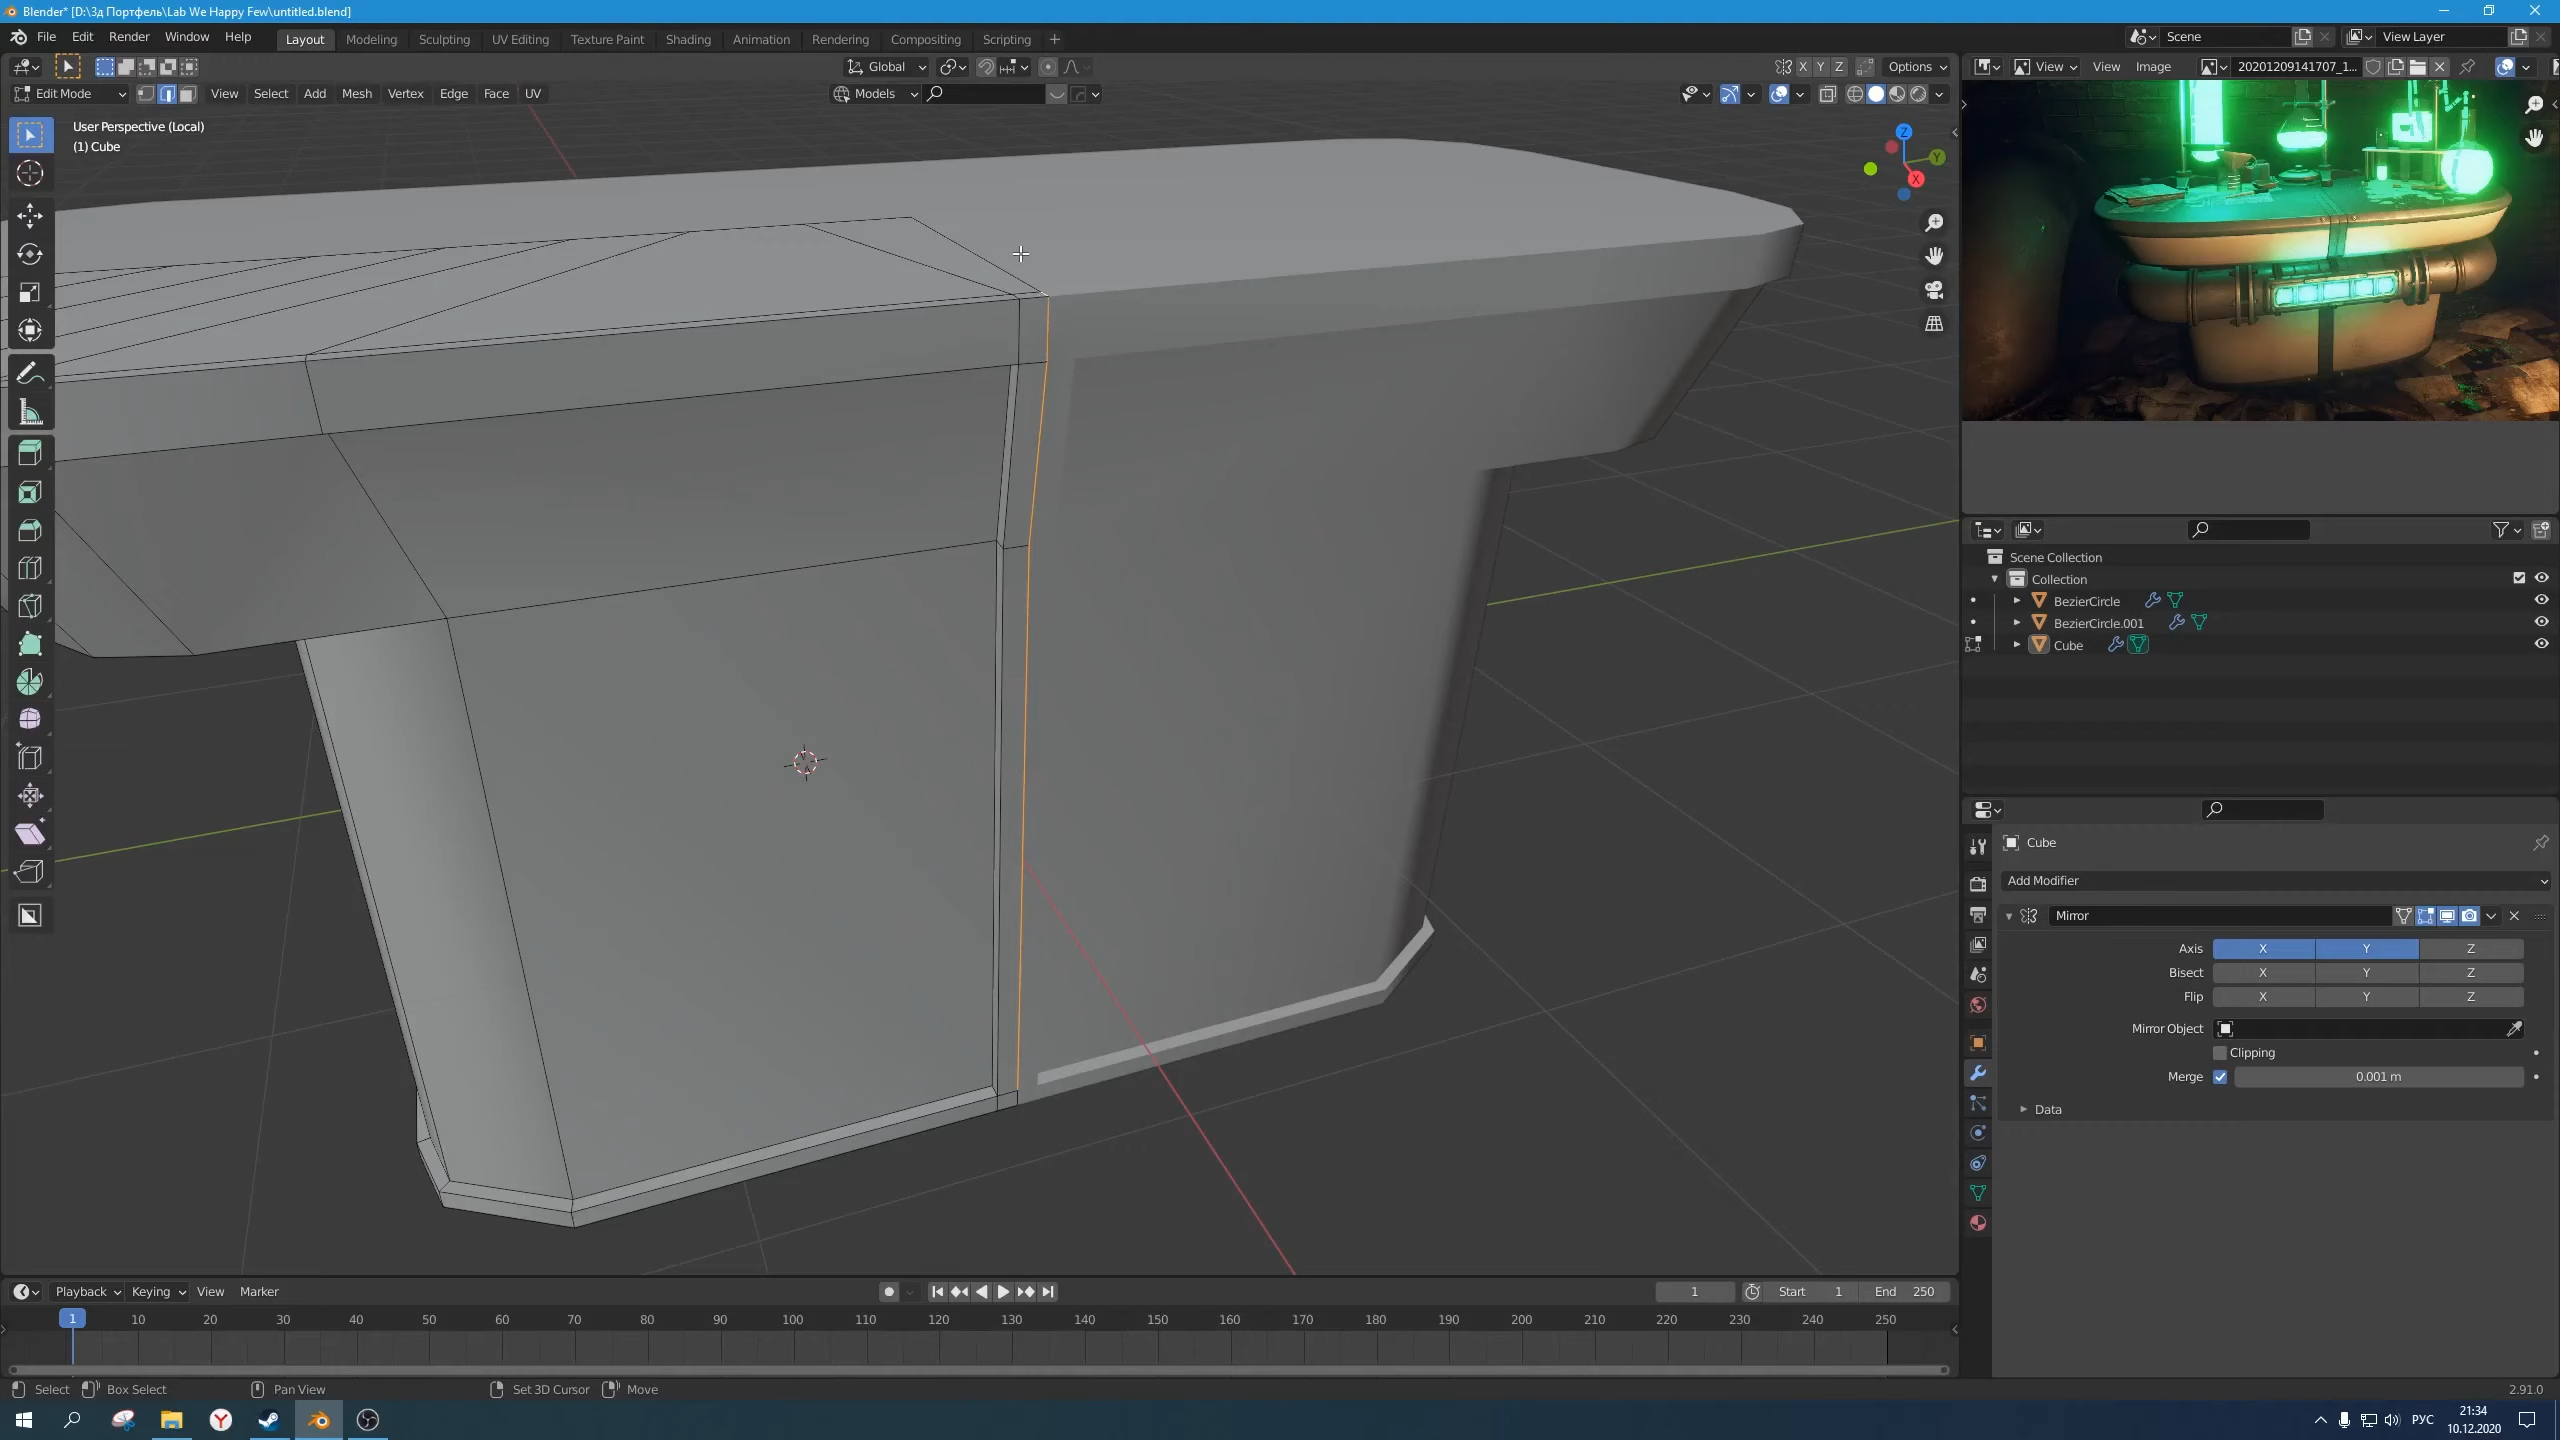 Blender* [D:\3д Портфель\Lab We Happy Few\untitled.blend]
File Edit Render Window Help Layout Modeling Sculpting UV Editing Texture Paint Shading Animation Rendering Compositing Scripting + Scene View Layer
Global X Y Z Options View View Image 20201209141707_1...
Edit Mode View Select Add Mesh Vertex Edge Face UV Models
User Perspective (Local)
(1) Cube
Z
Y
X
Scene Collection
Collection
BezierCircle
BezierCircle.001
Cube
Cube
Add Modifier
Mirror
Axis X Y Z
Bisect X Y Z
Flip X Y Z
Mirror Object
Clipping
Merge 0.001 m
Data
Playback Keying View Marker 1 Start 1 End 250
1 10 20 30 40 50 60 70 80 90 100 110 120 130 140 150 160 170 180 190 200 210 220 230 240 250
Select Box Select Pan View Set 3D Cursor Move 2.91.0
РУС 21:34
10.12.2020